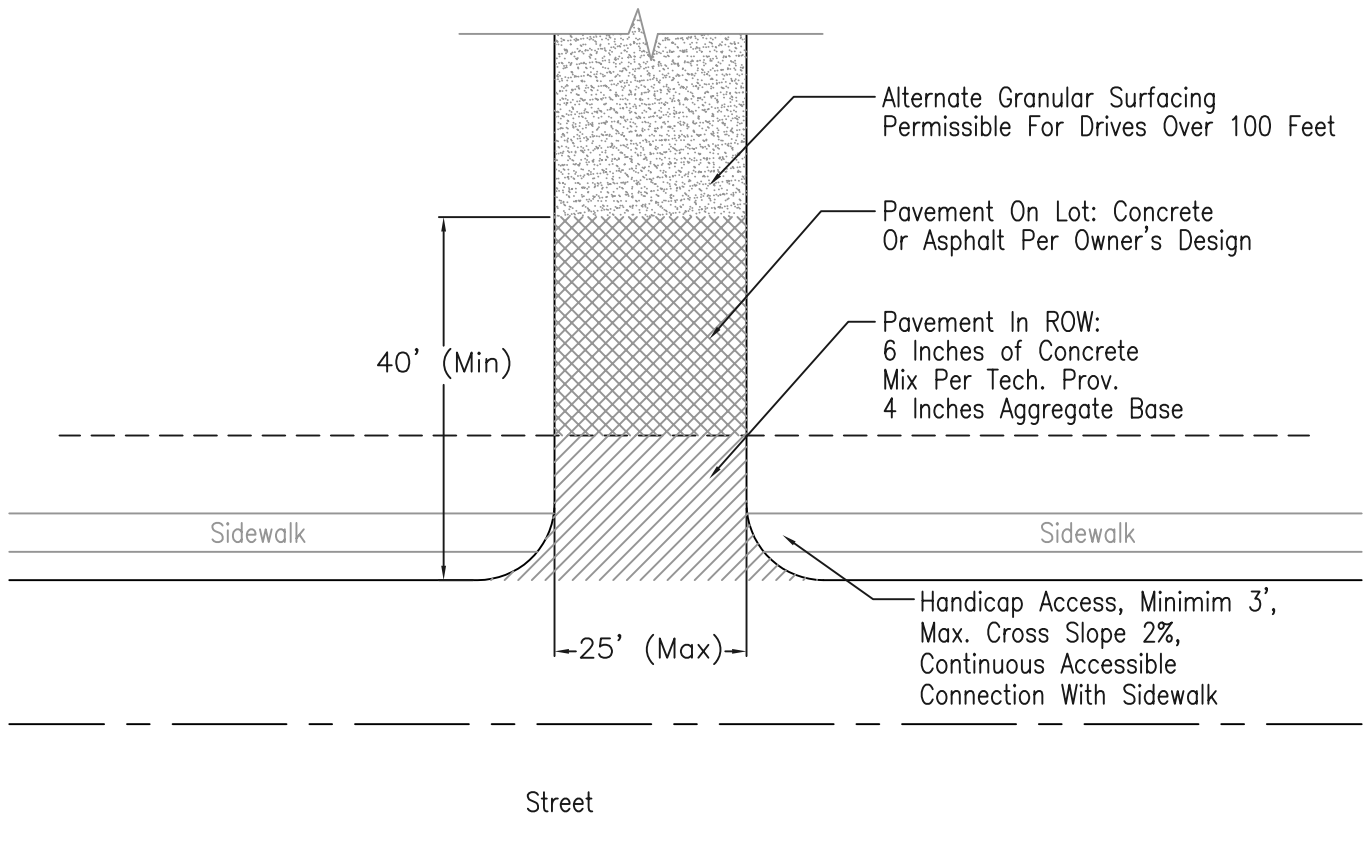 Alternate Granular Surfacing
Permissible For Drives Over 100 Feet
Pavement On Lot: Concrete
Or Asphalt Per Owner's Design
Pavement In ROW:
6 Inches of Concrete
Mix Per Tech. Prov.
4 Inches Aggregate Base
40' (Min)
Sidewalk
Sidewalk
Handicap Access, Minimim 3',
Max. Cross Slope 2%,
Continuous Accessible
Connection With Sidewalk
25' (Max)
Street